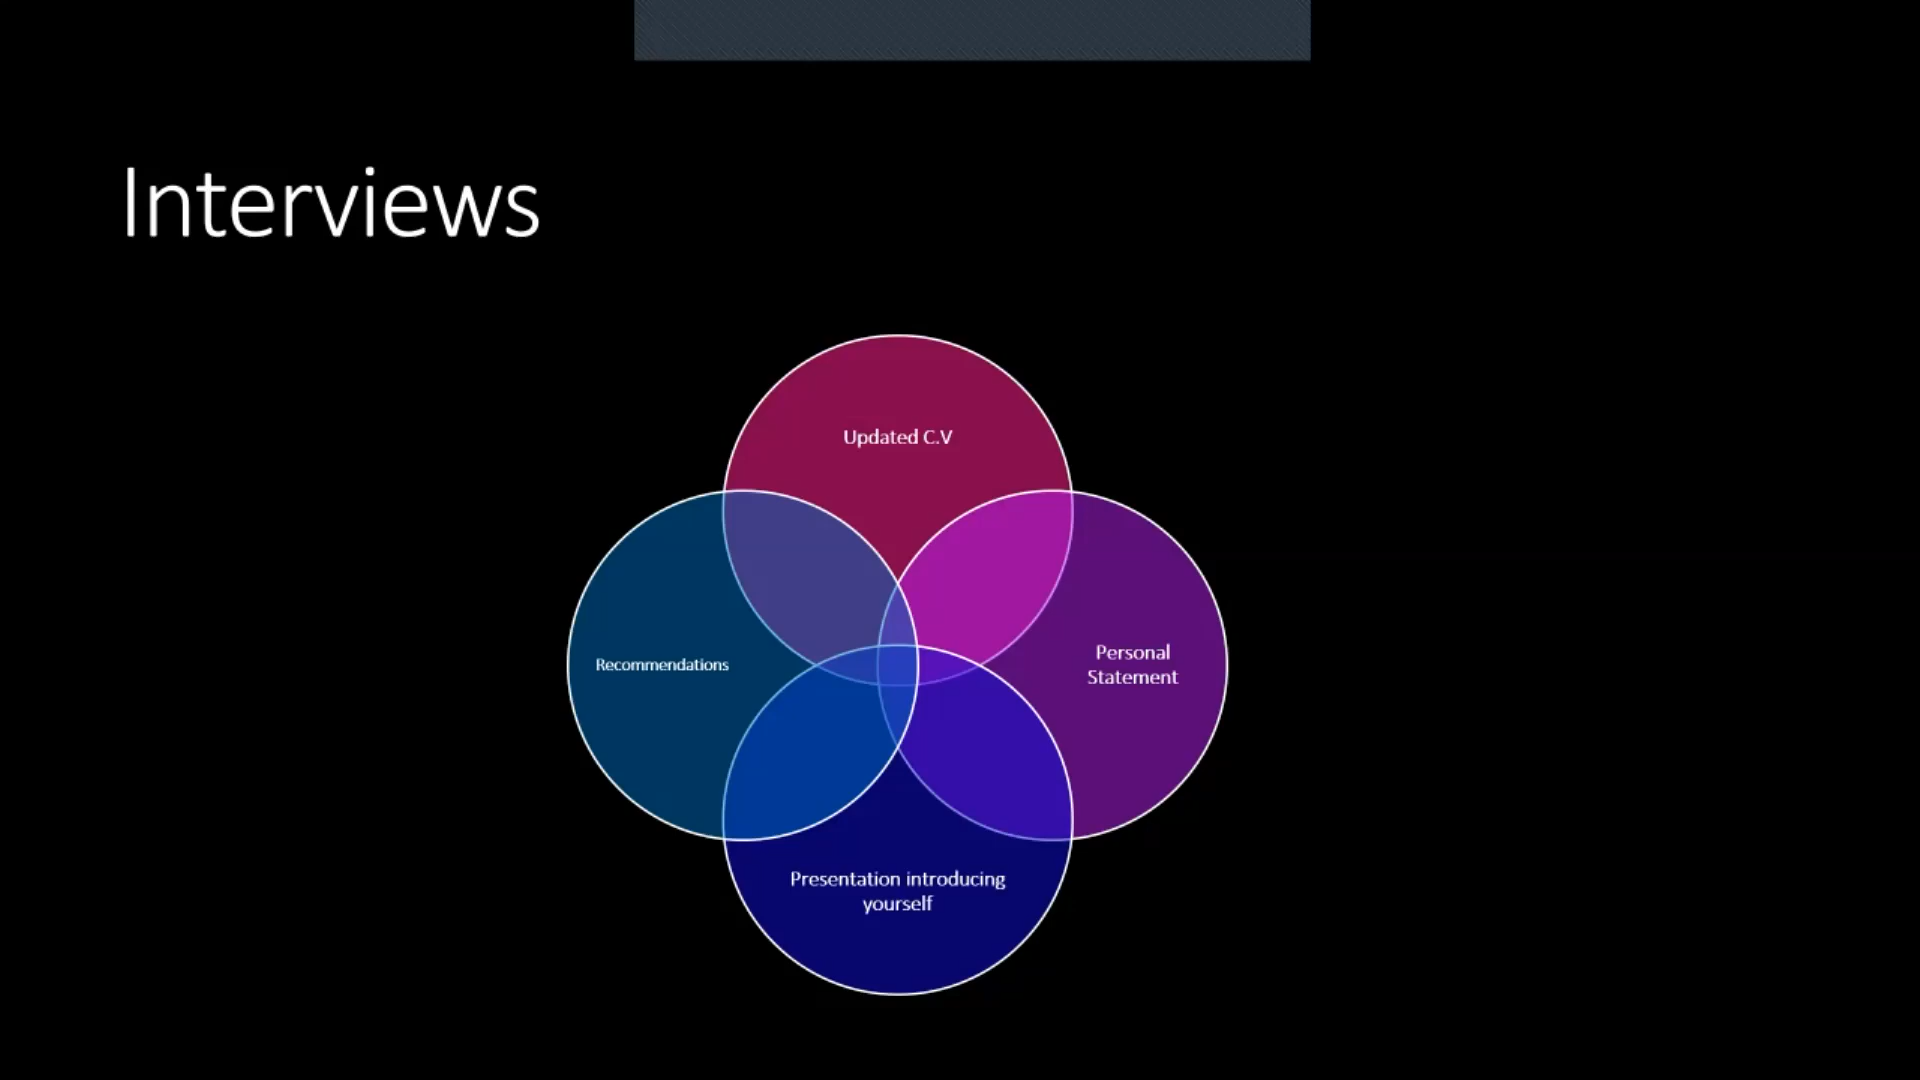 Interviews
Updated C.V
Recommendations
Personal
Statement
Presentation introducing
yourself